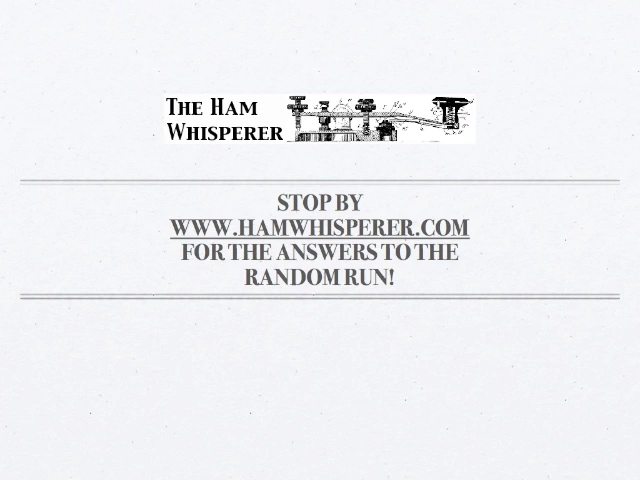 The Ham
Whisperer
STOP BY
WWW.HAMWHISPERER.COM
FOR THE ANSWERS TO THE
RANDOM RUN!